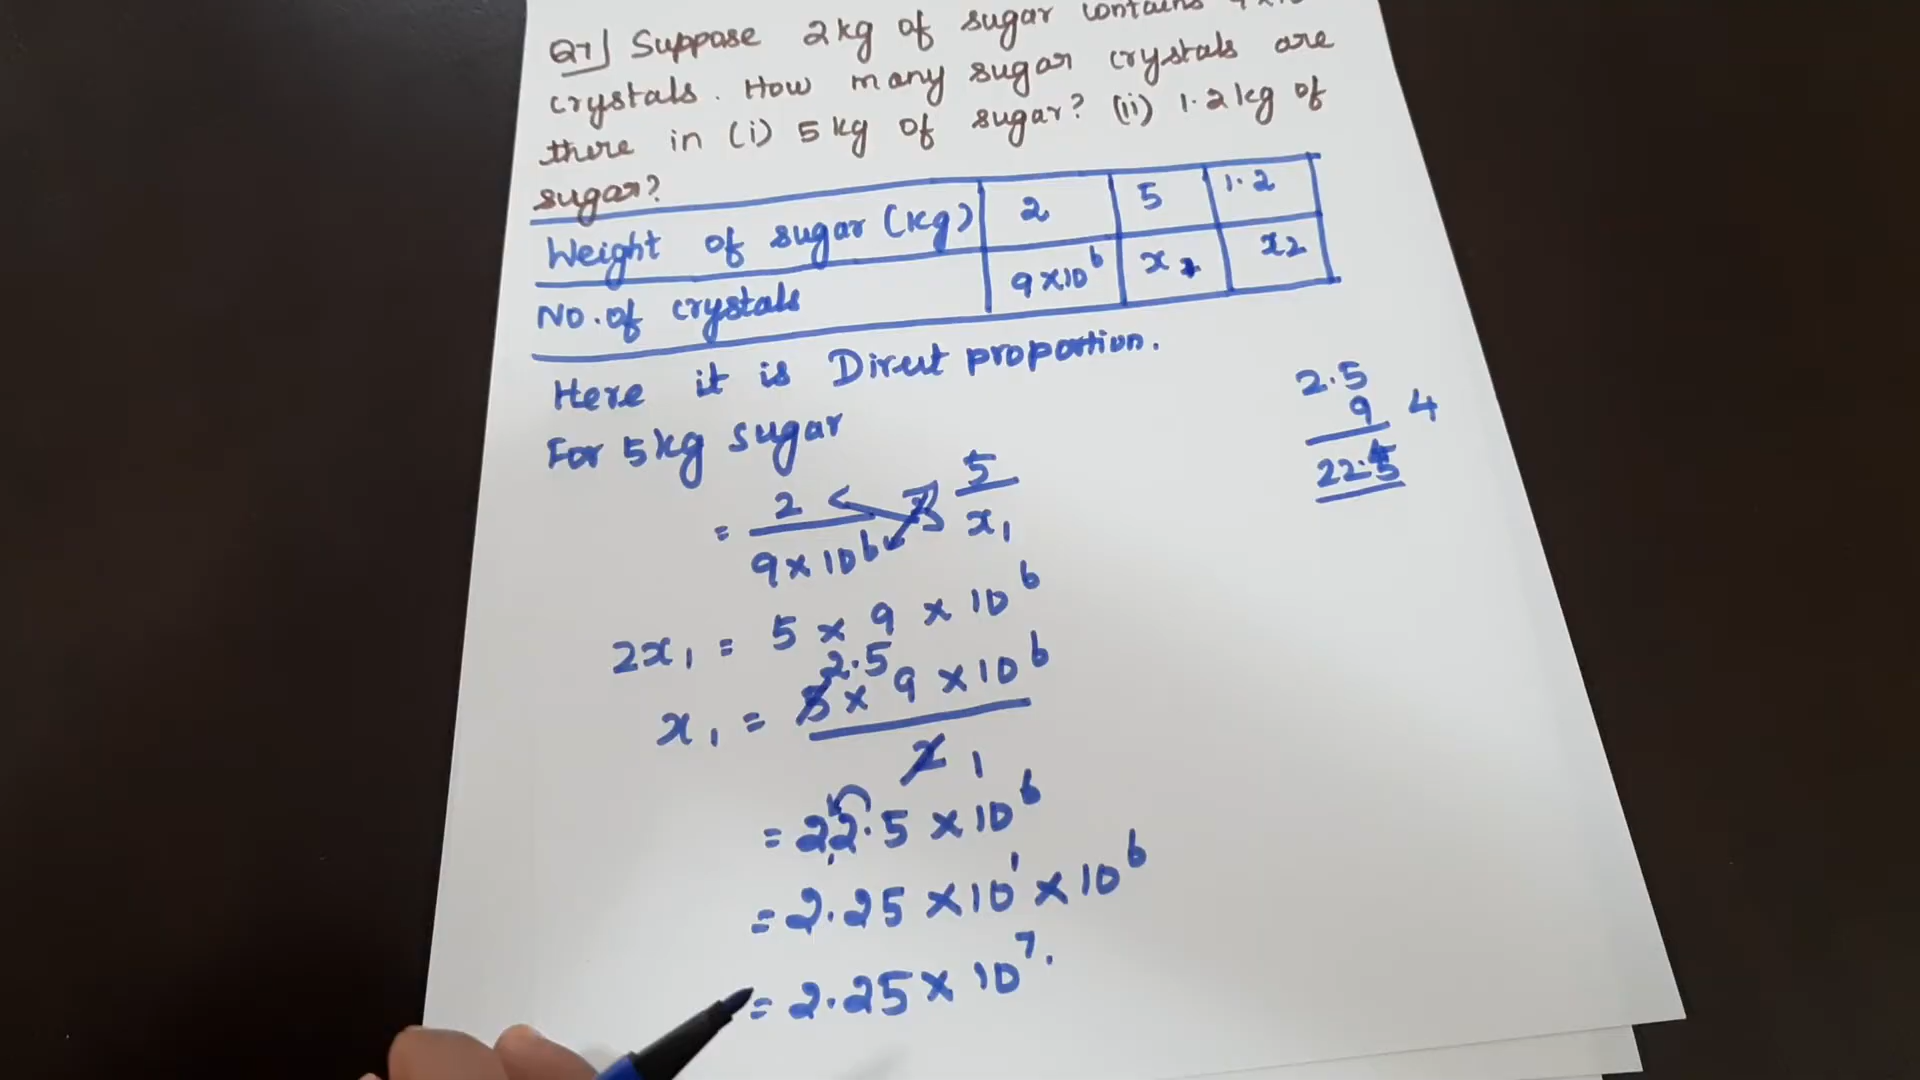 Q7] Suppose 2kg of sugar contains
crystals. How many sugar crystals are
there in (i) 5 kg of sugar? (ii) 1.2 kg of
sugar?
Weight of sugar (kg) 2 5 1.2
No. of crystals 9×10⁶ x₁ x₂
Here it is Direct proportion.
For 5kg sugar
2.5
9 4
22.5
= 2 5
9×10⁶ x₁
2x₁ = 5 × 9 × 10⁶
2.5
x₁ = 5 × 9 × 10⁶
2 1
= 22.5 × 10⁶
= 2.25 × 10¹ × 10⁶
= 2.25 × 10⁷.